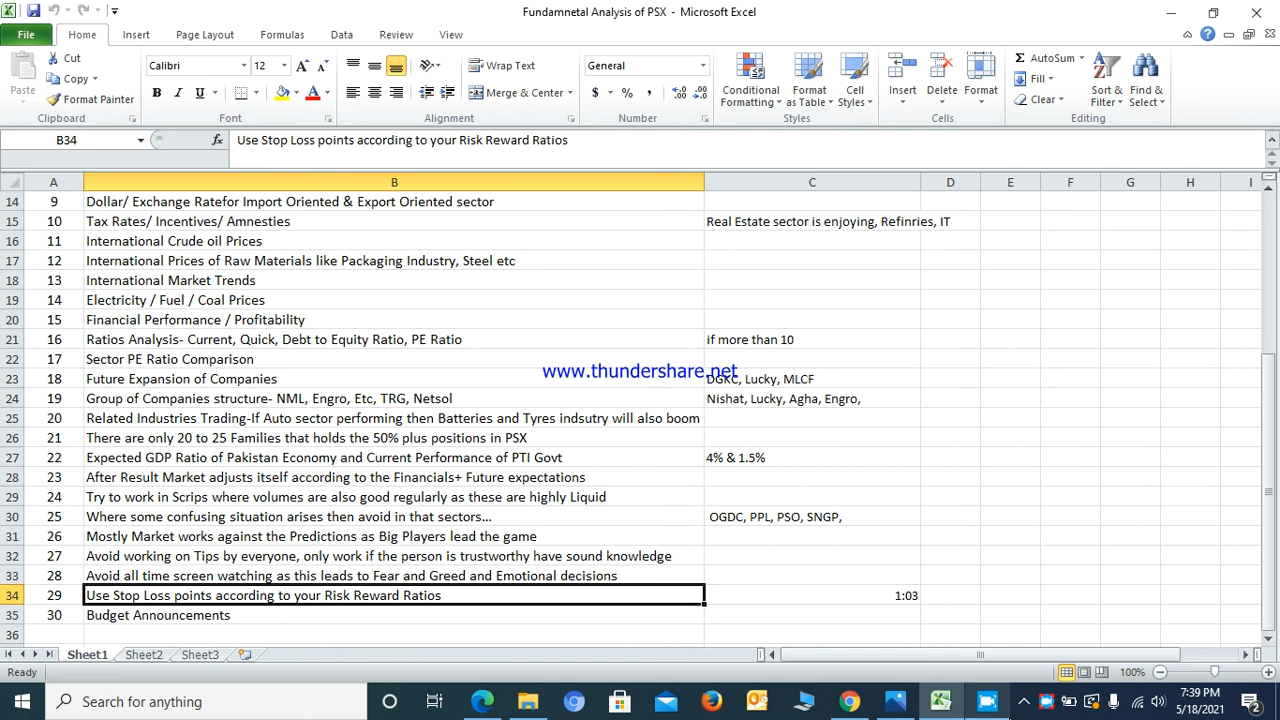 Fundamnetal Analysis of PSX - Microsoft Excel
File Home Insert Page Layout Formulas Data Review View
Paste
Cut
Copy
Format Painter
Clipboard
Calibri 12
B I U
Font
Wrap Text
Merge & Center
Alignment
General
$ % ,
Number
Conditional Formatting
Format as Table
Cell Styles
Styles
Insert Delete Format
Cells
AutoSum
Fill
Clear
Sort & Filter
Find & Select
Editing
B34 fx Use Stop Loss points according to your Risk Reward Ratios
A B C D E F G H I
14 9 Dollar/ Exchange Ratefor Import Oriented & Export Oriented sector
15 10 Tax Rates/ Incentives/ Amnesties Real Estate sector is enjoying, Refinries, IT
16 11 International Crude oil Prices
17 12 International Prices of Raw Materials like Packaging Industry, Steel etc
18 13 International Market Trends
19 14 Electricity / Fuel / Coal Prices
20 15 Financial Performance / Profitability
21 16 Ratios Analysis- Current, Quick, Debt to Equity Ratio, PE Ratio if more than 10
22 17 Sector PE Ratio Comparison
www.thundershare.net
23 18 Future Expansion of Companies DGKC, Lucky, MLCF
24 19 Group of Companies structure- NML, Engro, Etc, TRG, Netsol Nishat, Lucky, Agha, Engro,
25 20 Related Industries Trading-If Auto sector performing then Batteries and Tyres indsutry will also boom
26 21 There are only 20 to 25 Families that holds the 50% plus positions in PSX
27 22 Expected GDP Ratio of Pakistan Economy and Current Performance of PTI Govt 4% & 1.5%
28 23 After Result Market adjusts itself according to the Financials+ Future expectations
29 24 Try to work in Scrips where volumes are also good regularly as these are highly Liquid
30 25 Where some confusing situation arises then avoid in that sectors... OGDC, PPL, PSO, SNGP,
31 26 Mostly Market works against the Predictions as Big Players lead the game
32 27 Avoid working on Tips by everyone, only work if the person is trustworthy have sound knowledge
33 28 Avoid all time screen watching as this leads to Fear and Greed and Emotional decisions
34 29 Use Stop Loss points according to your Risk Reward Ratios 1:03
35 30 Budget Announcements
36
Sheet1 Sheet2 Sheet3
Ready 100%
Search for anything
7:39 PM
5/18/2021
2